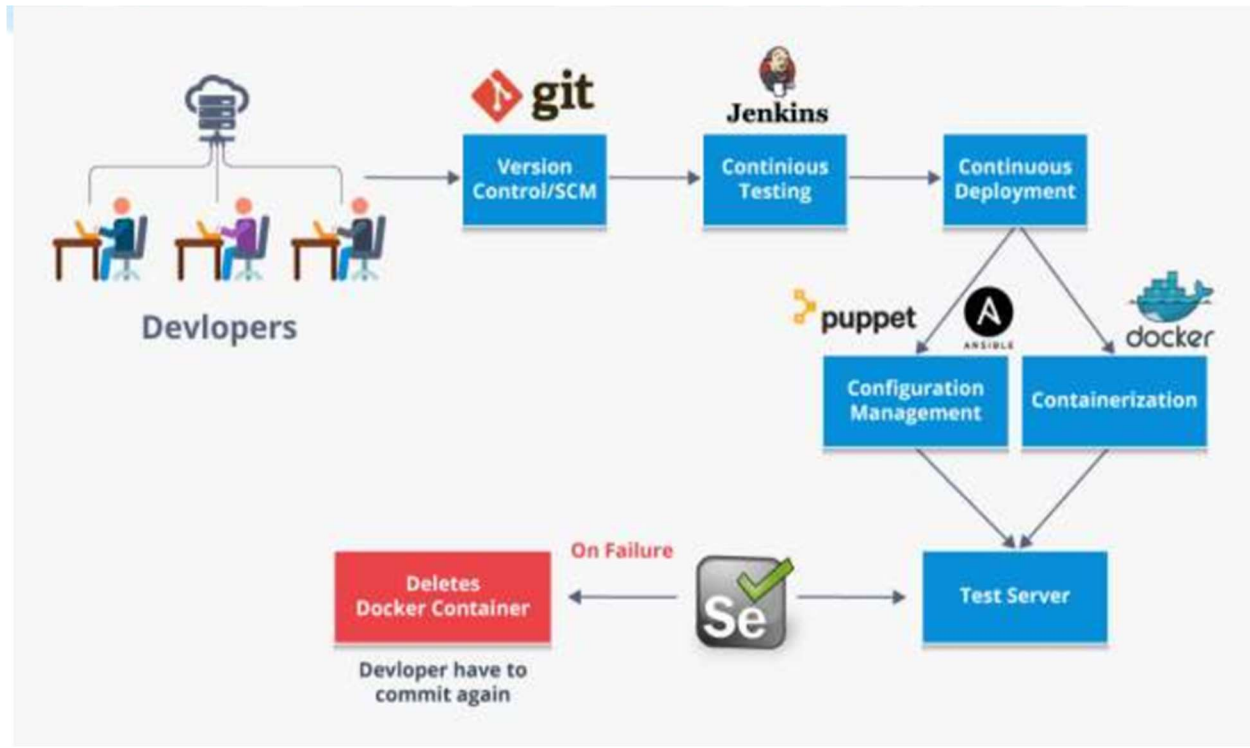 git
Jenkins
Version
Control/SCM
Continious
Testing
Continuous
Deployment
Devlopers
puppet
ANSIBLE
docker
Configuration
Management
Containerization
On Failure
Deletes
Docker Container
Se
Test Server
Devloper have to
commit again